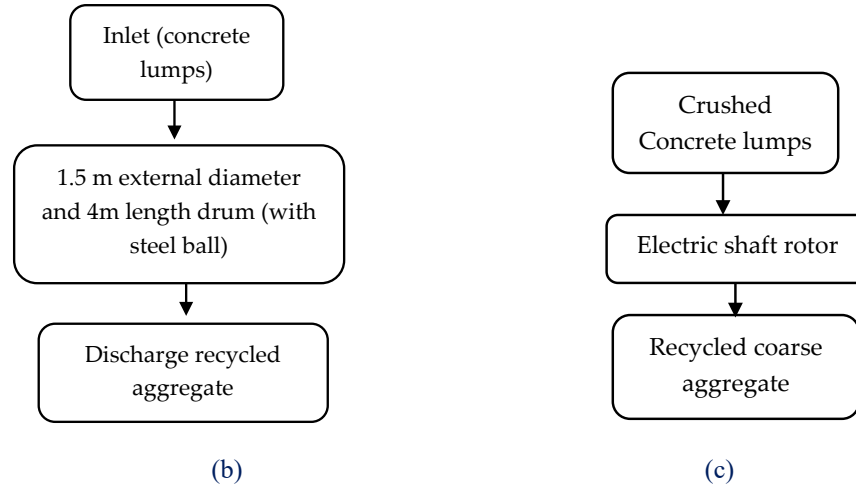 Inlet (concrete
lumps)
1.5 m external diameter
and 4m length drum (with
steel ball)
Discharge recycled
aggregate
(b)
Crushed
Concrete lumps
Electric shaft rotor
Recycled coarse
aggregate
(c)